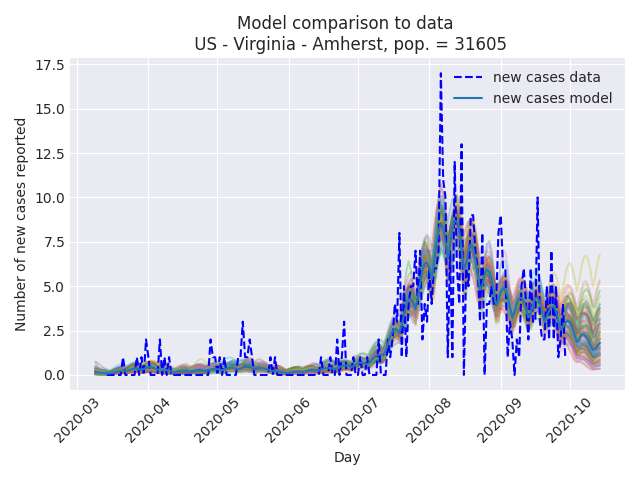 Model comparison to data
US - Virginia - Amherst, pop. = 31605
17.5
15.0
12.5
10.0
7.5
5.0
2.5
0.0
Number of new cases reported
new cases data
new cases model
2020-03
2020-04
2020-05
2020-06
2020-07
2020-08
2020-09
2020-10
Day